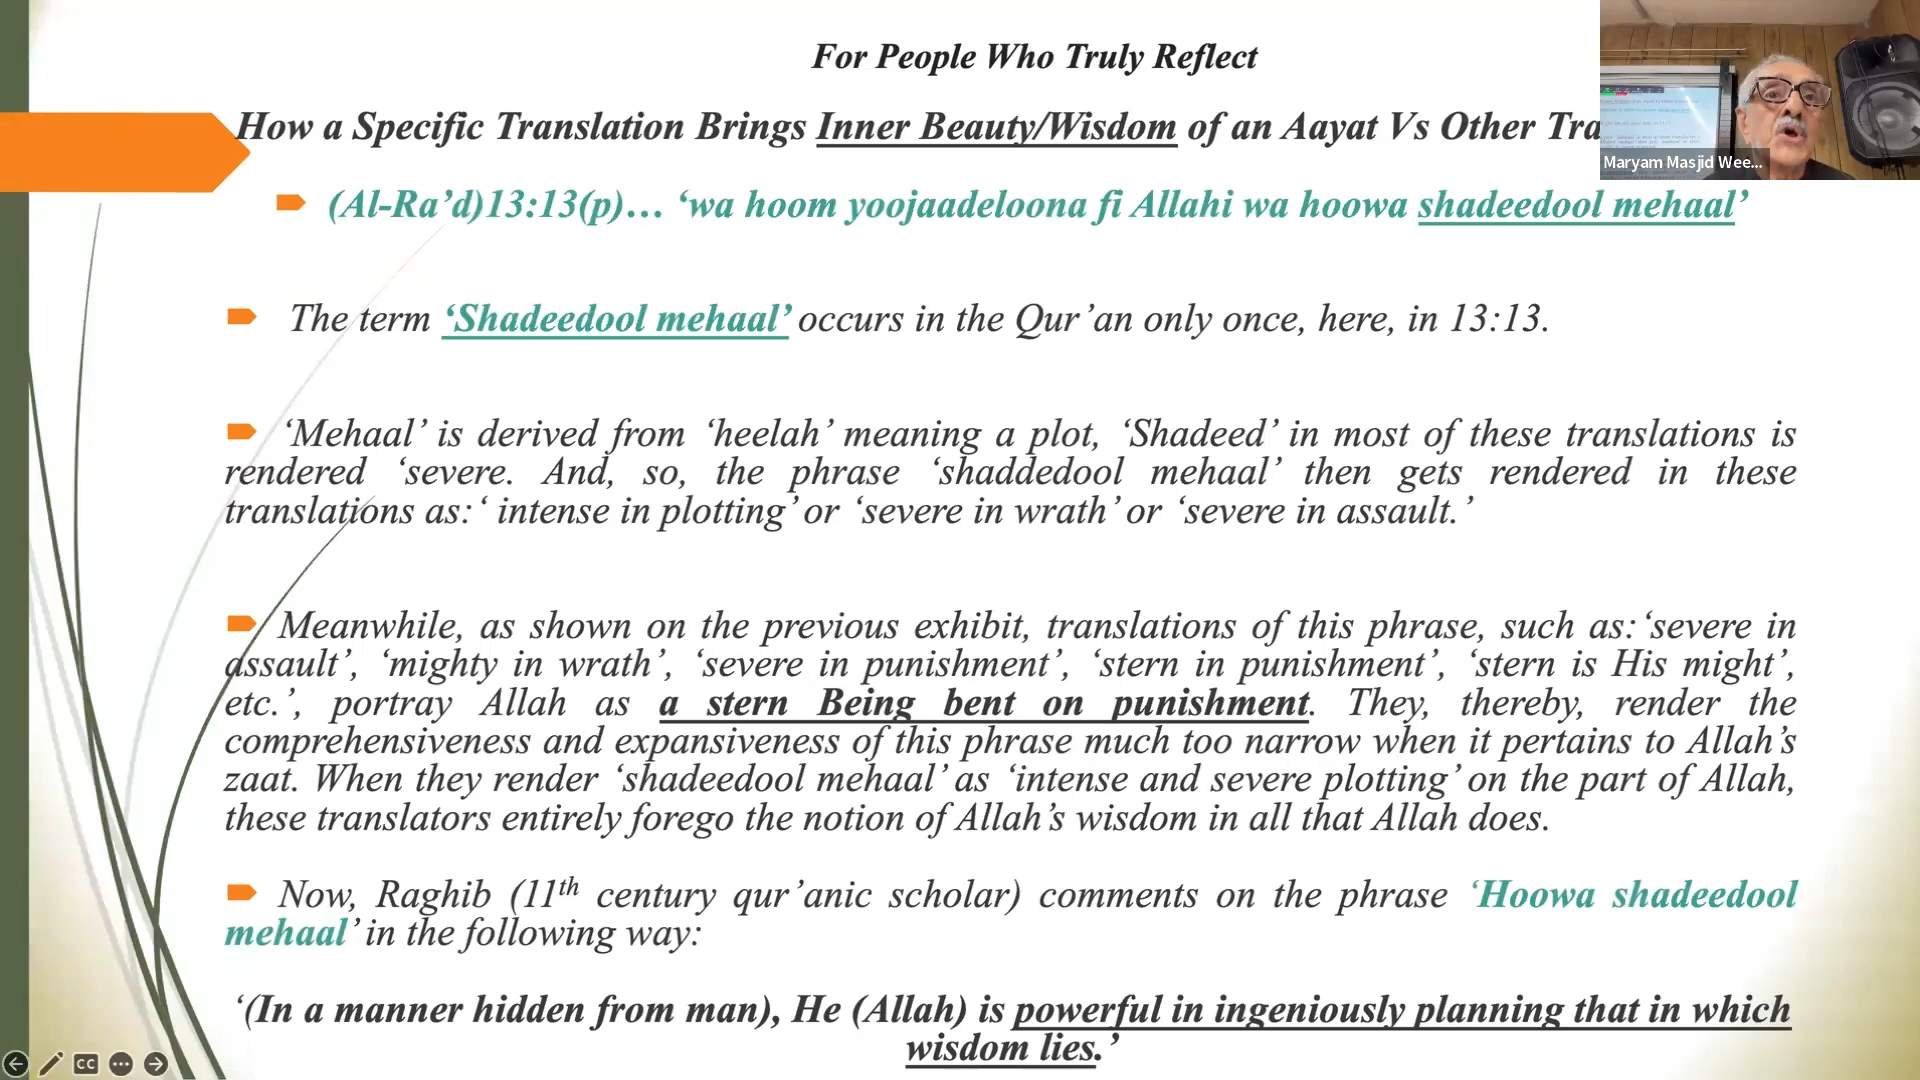 For People Who Truly Reflect
How a Specific Translation Brings Inner Beauty/Wisdom of an Aayat Vs Other Tra
Maryam Masjid Wee...
(Al-Ra’d)13:13(p)… ‘wa hoom yoojaadeloona fi Allahi wa hoowa shadeedool mehaal’
The term ‘Shadeedool mehaal’ occurs in the Qur’an only once, here, in 13:13.
‘Mehaal’ is derived from ‘heelah’ meaning a plot, ‘Shadeed’ in most of these translations is
rendered ‘severe. And, so, the phrase ‘shaddedool mehaal’ then gets rendered in these
translations as:‘ intense in plotting’ or ‘severe in wrath’ or ‘severe in assault.’
Meanwhile, as shown on the previous exhibit, translations of this phrase, such as:‘severe in
assault’, ‘mighty in wrath’, ‘severe in punishment’, ‘stern in punishment’, ‘stern is His might’,
etc.’, portray Allah as a stern Being bent on punishment. They, thereby, render the
comprehensiveness and expansiveness of this phrase much too narrow when it pertains to Allah’s
zaat. When they render ‘shadeedool mehaal’ as ‘intense and severe plotting’ on the part of Allah,
these translators entirely forego the notion of Allah’s wisdom in all that Allah does.
Now, Raghib (11th century qur’anic scholar) comments on the phrase ‘Hoowa shadeedool
mehaal’ in the following way:
‘(In a manner hidden from man), He (Allah) is powerful in ingeniously planning that in which
wisdom lies.’
CC